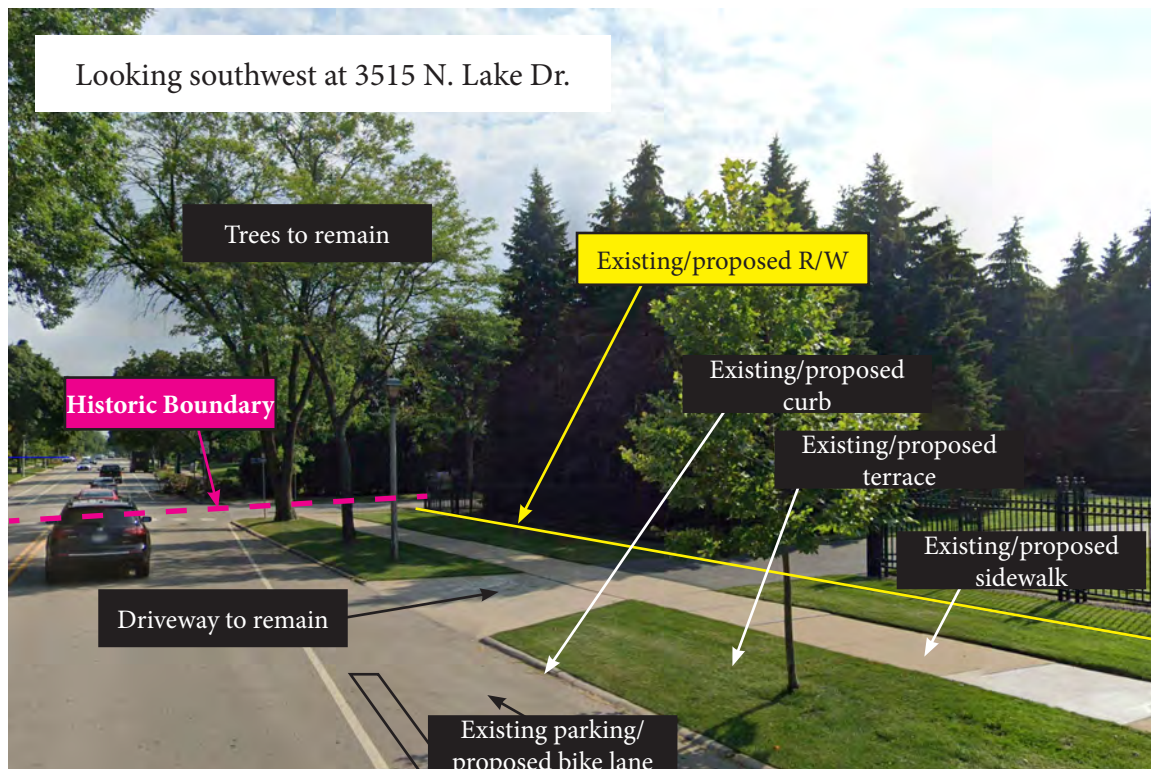 Looking southwest at 3515 N. Lake Dr.
Trees to remain
Existing/proposed R/W
Existing/proposed
curb
Historic Boundary
Existing/proposed
terrace
Existing/proposed
sidewalk
Driveway to remain
Existing parking/
proposed bike lane